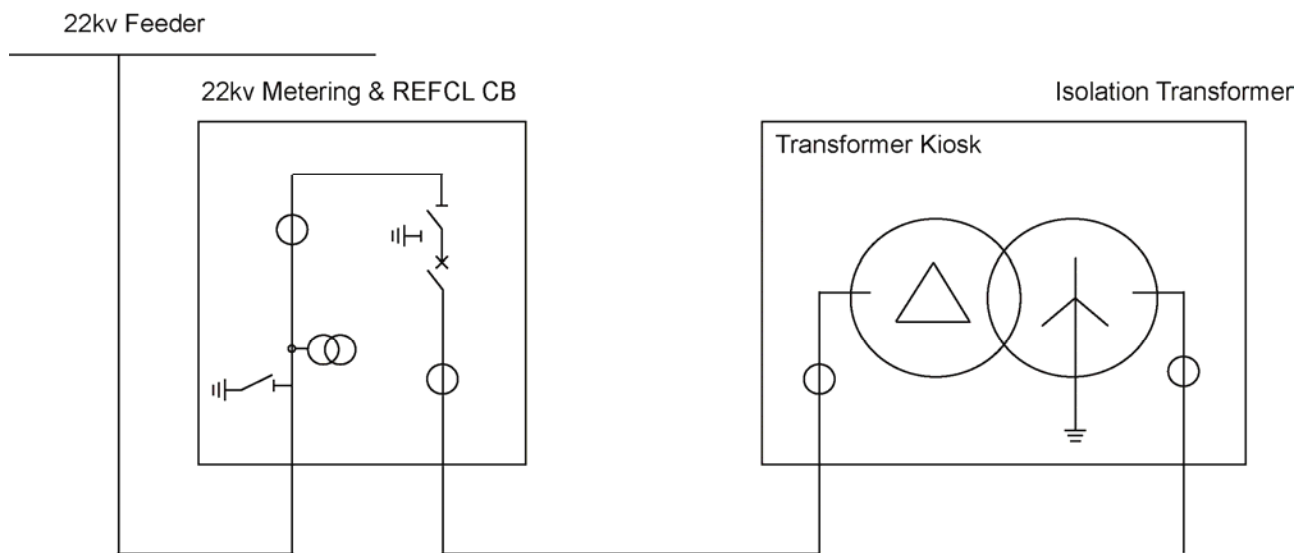 22kv Feeder
22kv Metering & REFCL CB
Isolation Transformer
Transformer Kiosk